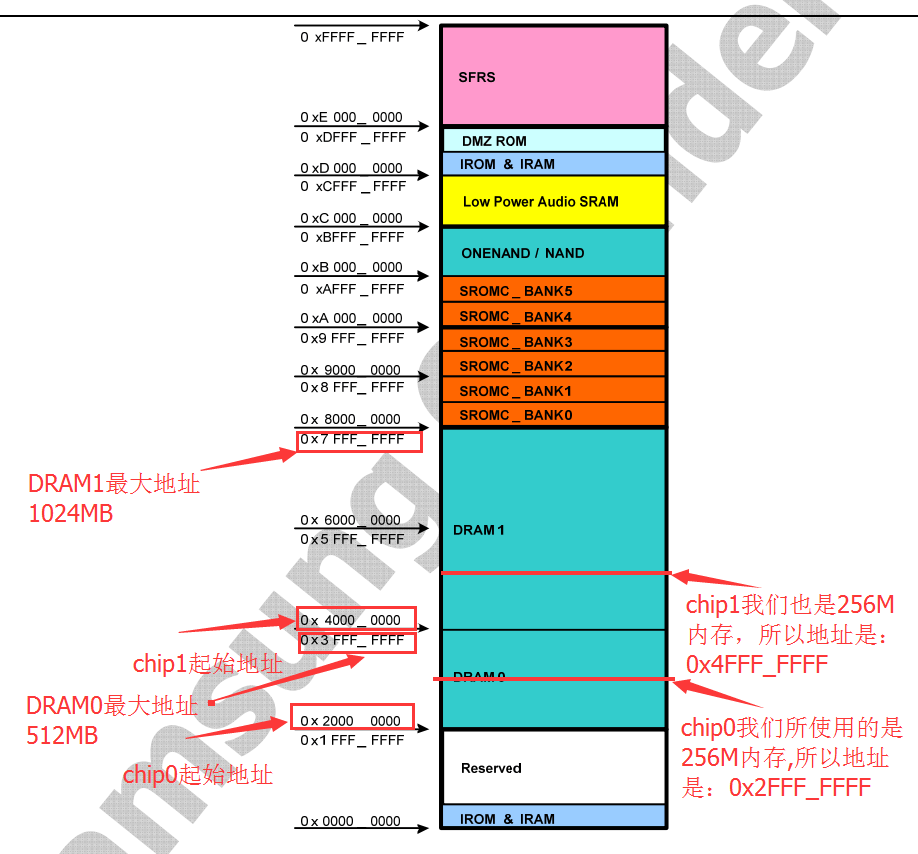 0 xFFFF_ FFFF
SFRS
0 xE 000_ 0000
0 xDFFF _ FFFF
DMZ ROM
IROM & IRAM
0 xD 000 _ 0000
0 xCFFF _ FFFF
Low Power Audio SRAM
0 xC 000 _ 0000
0 xBFFF _ FFFF
ONENAND / NAND
0 xB 000 _ 0000
0 xAFFF _ FFFF
SROMC _ BANK5
SROMC _ BANK4
0 xA 000_ 0000
0 x9 FFF_ FFFF
SROMC _ BANK3
SROMC _ BANK2
0 x 9000 _ 0000
0 x 8 FFF_ FFFF
SROMC _ BANK1
SROMC _ BANK0
0 x 8000 _ 0000
0 x 7 FFF_ FFFF
DRAM1最大地址
1024MB
0 x 6000 _ 0000
0 x 5 FFF_ FFFF
DRAM 1
chip1我们也是256M
内存，所以地址是：
0x4FFF_FFFF
0 x 4000 _ 0000
0 x 3 FFF_ FFFF
chip1起始地址
DRAM 0
DRAM0最大地址
512MB
0 x 2000 _ 0000
0 x 1 FFF_ FFFF
chip0起始地址
chip0我们所使用的是
256M内存,所以地址
是：0x2FFF_FFFF
Reserved
IROM & IRAM
0 x 0000 _ 0000